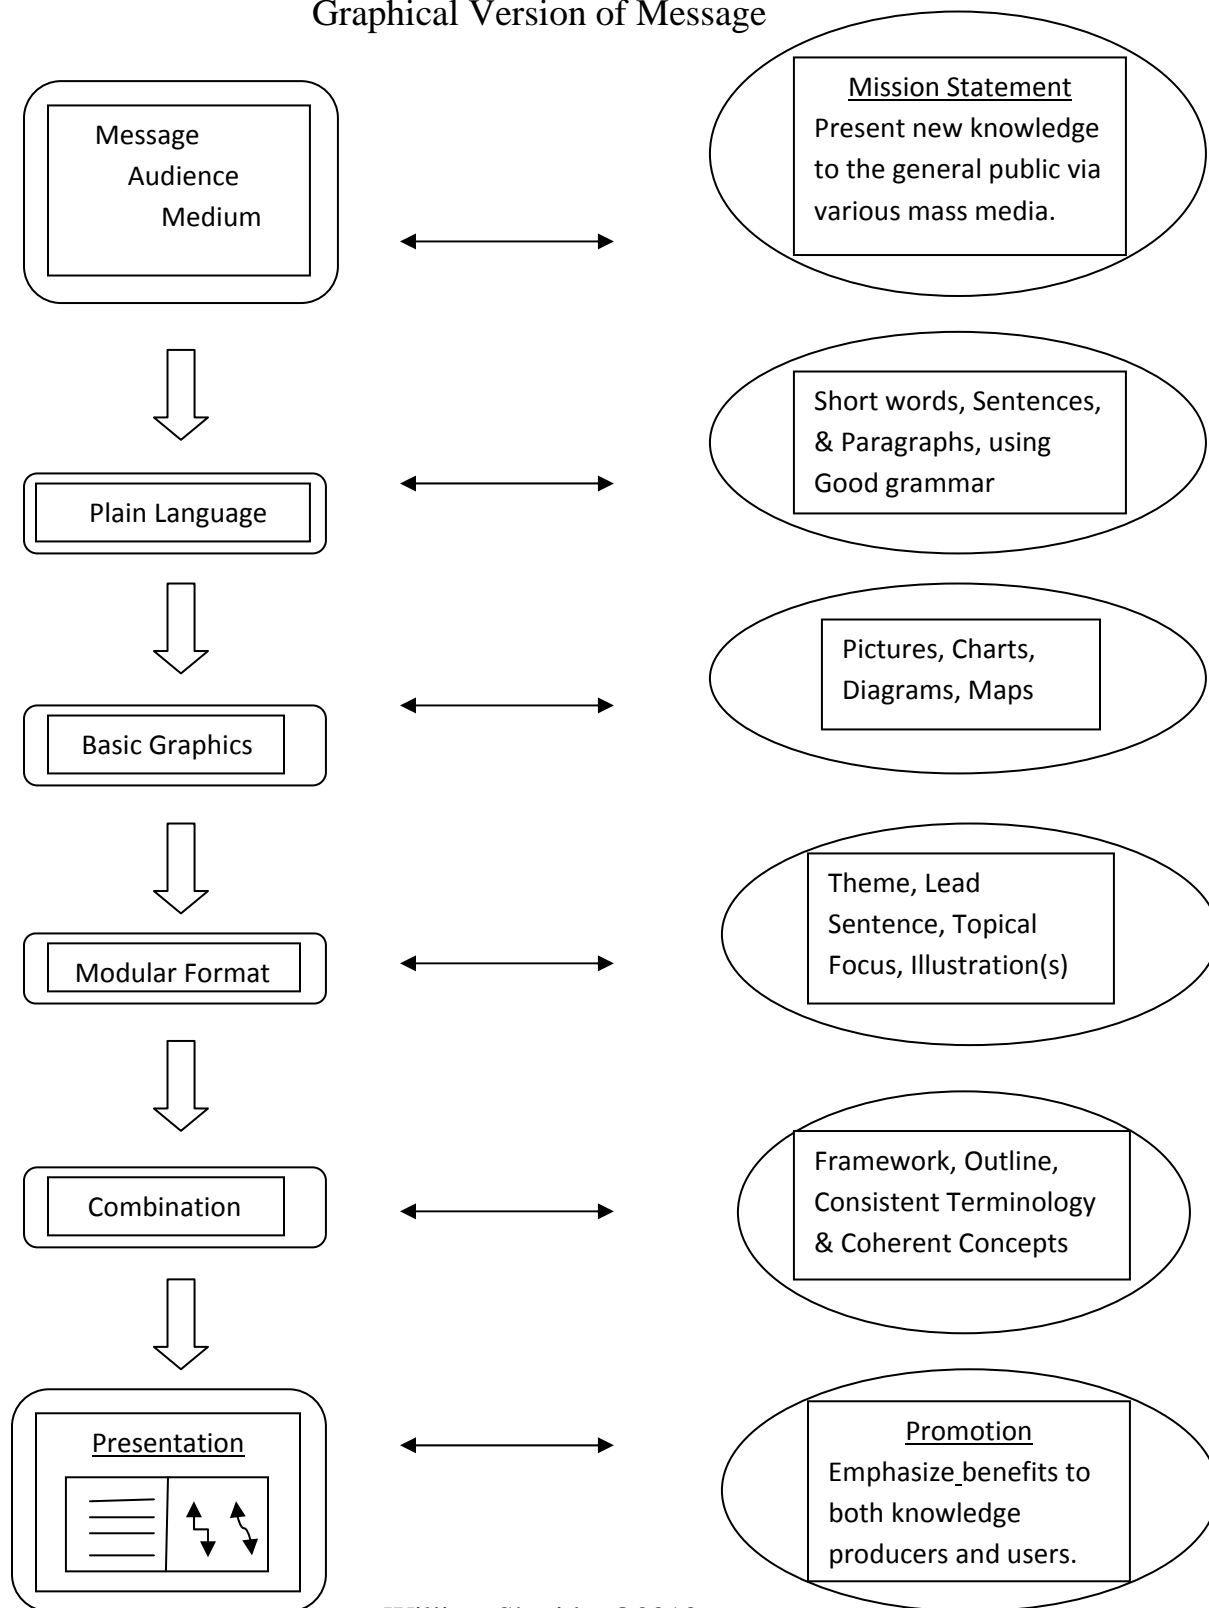 Graphical Version of Message
Message
Audience
Medium
Mission Statement
Present new knowledge
to the general public via
various mass media.
Plain Language
Short words, Sentences,
& Paragraphs, using
Good grammar
Basic Graphics
Pictures, Charts,
Diagrams, Maps
Modular Format
Theme, Lead
Sentence, Topical
Focus, Illustration(s)
Combination
Framework, Outline,
Consistent Terminology
& Coherent Concepts
Presentation
Promotion
Emphasize benefits to
both knowledge
producers and users.
William